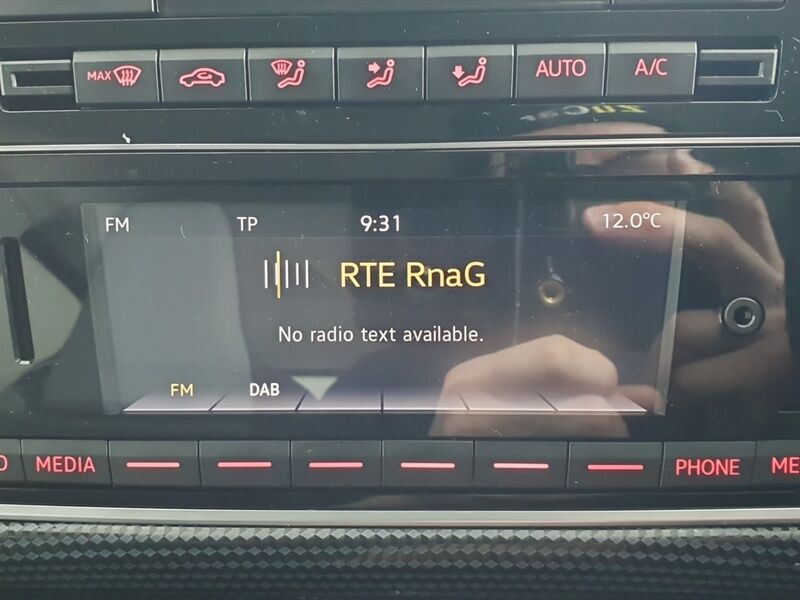 MAX AUTO A/C
FM TP 9:31 12.0°C
RTE RnaG
No radio text available.
FM DAB
MEDIA PHONE